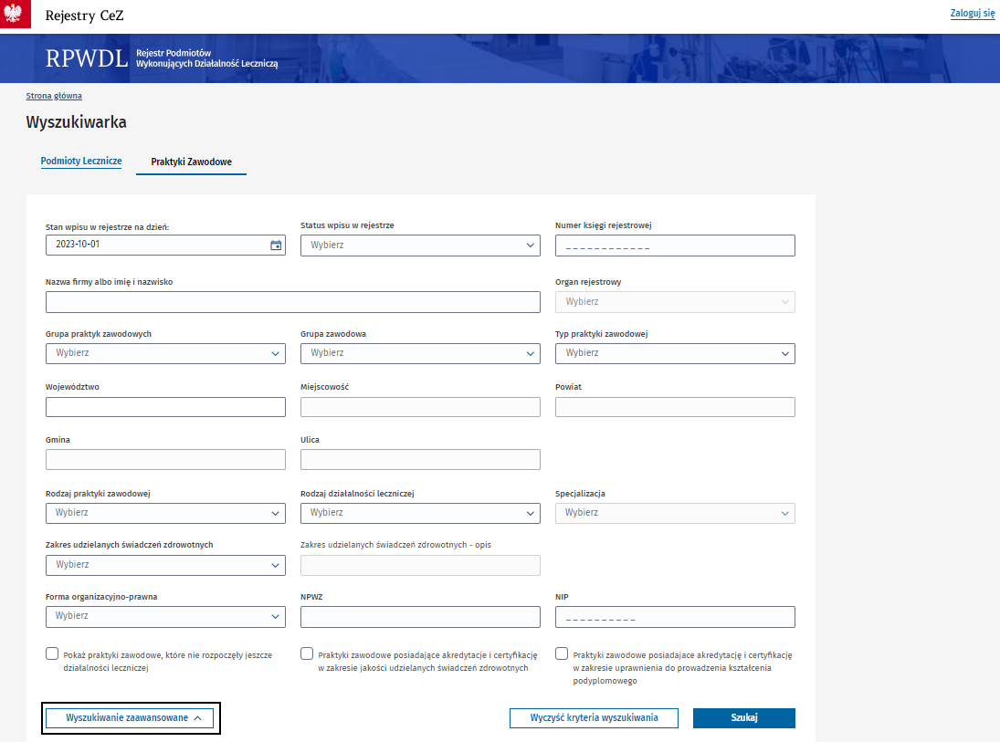 Rejestry CeZ
Zaloguj się
RPWDL
Rejestr Podmiotów
Wykonujących Działalność Leczniczą
Strona główna
Wyszukiwarka
Podmioty Lecznicze
Praktyki Zawodowe
Stan wpisu w rejestrze na dzień:
2023-10-01
Status wpisu w rejestrze
Wybierz
Numer księgi rejestrowej
_ _ _ _ _ _ _ _ _ _ _ _
Nazwa firmy albo imię i nazwisko
Organ rejestrowy
Wybierz
Grupa praktyk zawodowych
Wybierz
Grupa zawodowa
Wybierz
Typ praktyki zawodowej
Wybierz
Województwo
Miejscowość
Powiat
Gmina
Ulica
Rodzaj praktyki zawodowej
Wybierz
Rodzaj działalności leczniczej
Wybierz
Specjalizacja
Wybierz
Zakres udzielanych świadczeń zdrowotnych
Wybierz
Zakres udzielanych świadczeń zdrowotnych - opis
Forma organizacyjno-prawna
Wybierz
NPWZ
NIP
_ _ _ _ _ _ _ _ _ _
Pokaż praktyki zawodowe, które nie rozpoczęły jeszcze
działalności leczniczej
Praktyki zawodowe posiadające akredytacje i certyfikację
w zakresie jakości udzielanych świadczeń zdrowotnych
Praktyki zawodowe posiadajace akredytację i certyfikację
w zakresie uprawnienia do prowadzenia kształcenia
podyplomowego
Wyszukiwanie zaawansowane
Wyczyść kryteria wyszukiwania
Szukaj